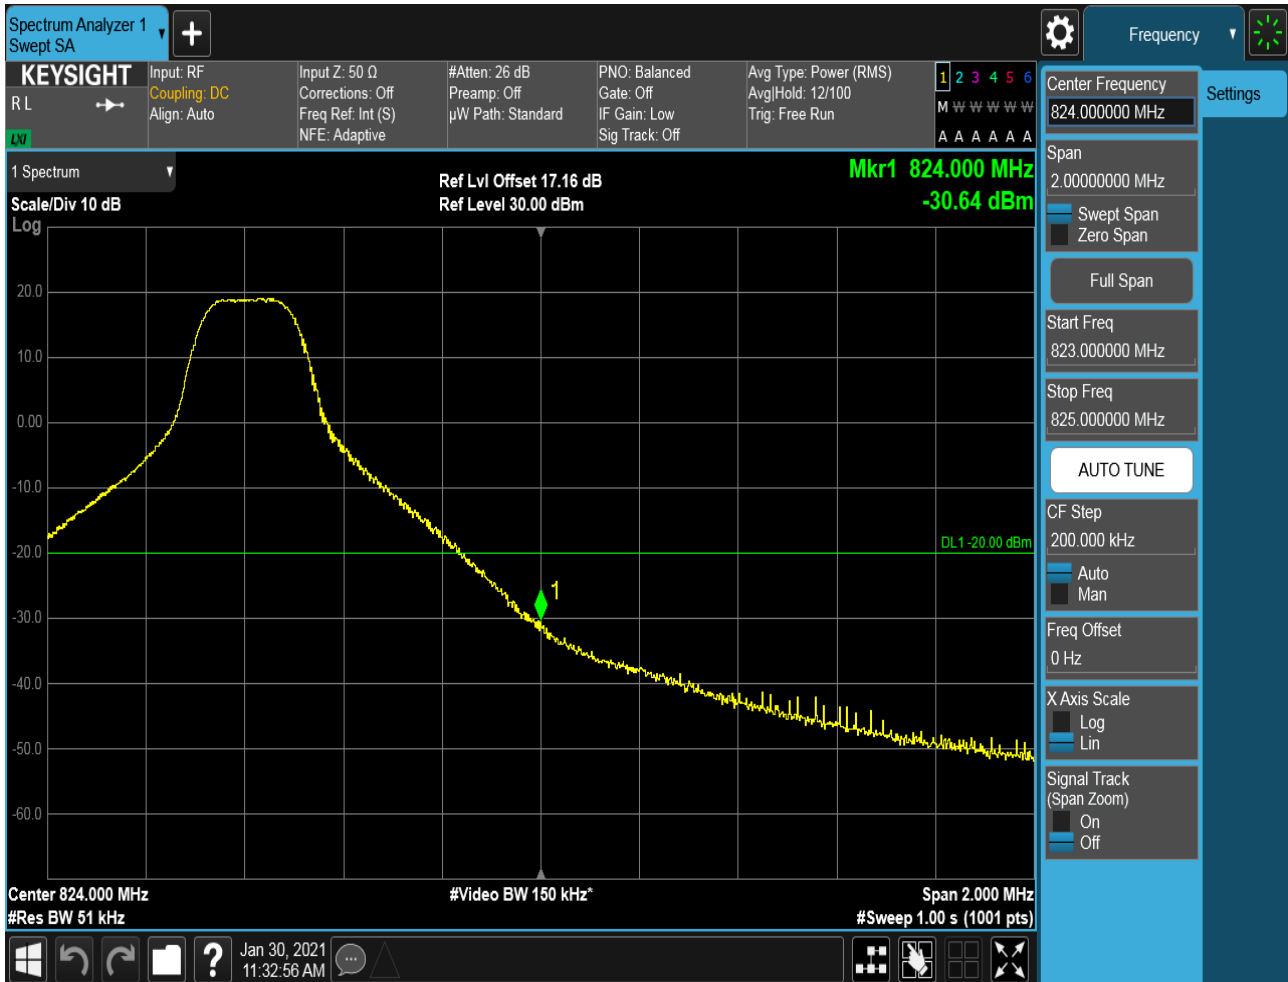 Spectrum Analyzer 1
Swept SA
+
Frequency
KEYSIGHT
R L
LXI
Input: RF
Coupling: DC
Align: Auto
Input Z: 50 Ω
Corrections: Off
Freq Ref: Int (S)
NFE: Adaptive
#Atten: 26 dB
Preamp: Off
µW Path: Standard
PNO: Balanced
Gate: Off
IF Gain: Low
Sig Track: Off
Avg Type: Power (RMS)
Avg|Hold: 12/100
Trig: Free Run
1 2 3 4 5 6
M W W W W W
A A A A A A
1 Spectrum
Scale/Div 10 dB
Log
Ref Lvl Offset 17.16 dB
Ref Level 30.00 dBm
Mkr1 824.000 MHz
-30.64 dBm
20.0
10.0
0.00
-10.0
-20.0
-30.0
-40.0
-50.0
-60.0
DL1 -20.00 dBm
1
Center 824.000 MHz
#Res BW 51 kHz
#Video BW 150 kHz*
Span 2.000 MHz
#Sweep 1.00 s (1001 pts)
Center Frequency
824.000000 MHz
Settings
Span
2.00000000 MHz
Swept Span
Zero Span
Full Span
Start Freq
823.000000 MHz
Stop Freq
825.000000 MHz
AUTO TUNE
CF Step
200.000 kHz
Auto
Man
Freq Offset
0 Hz
X Axis Scale
Log
Lin
Signal Track
(Span Zoom)
On
Off
?
Jan 30, 2021
11:32:56 AM